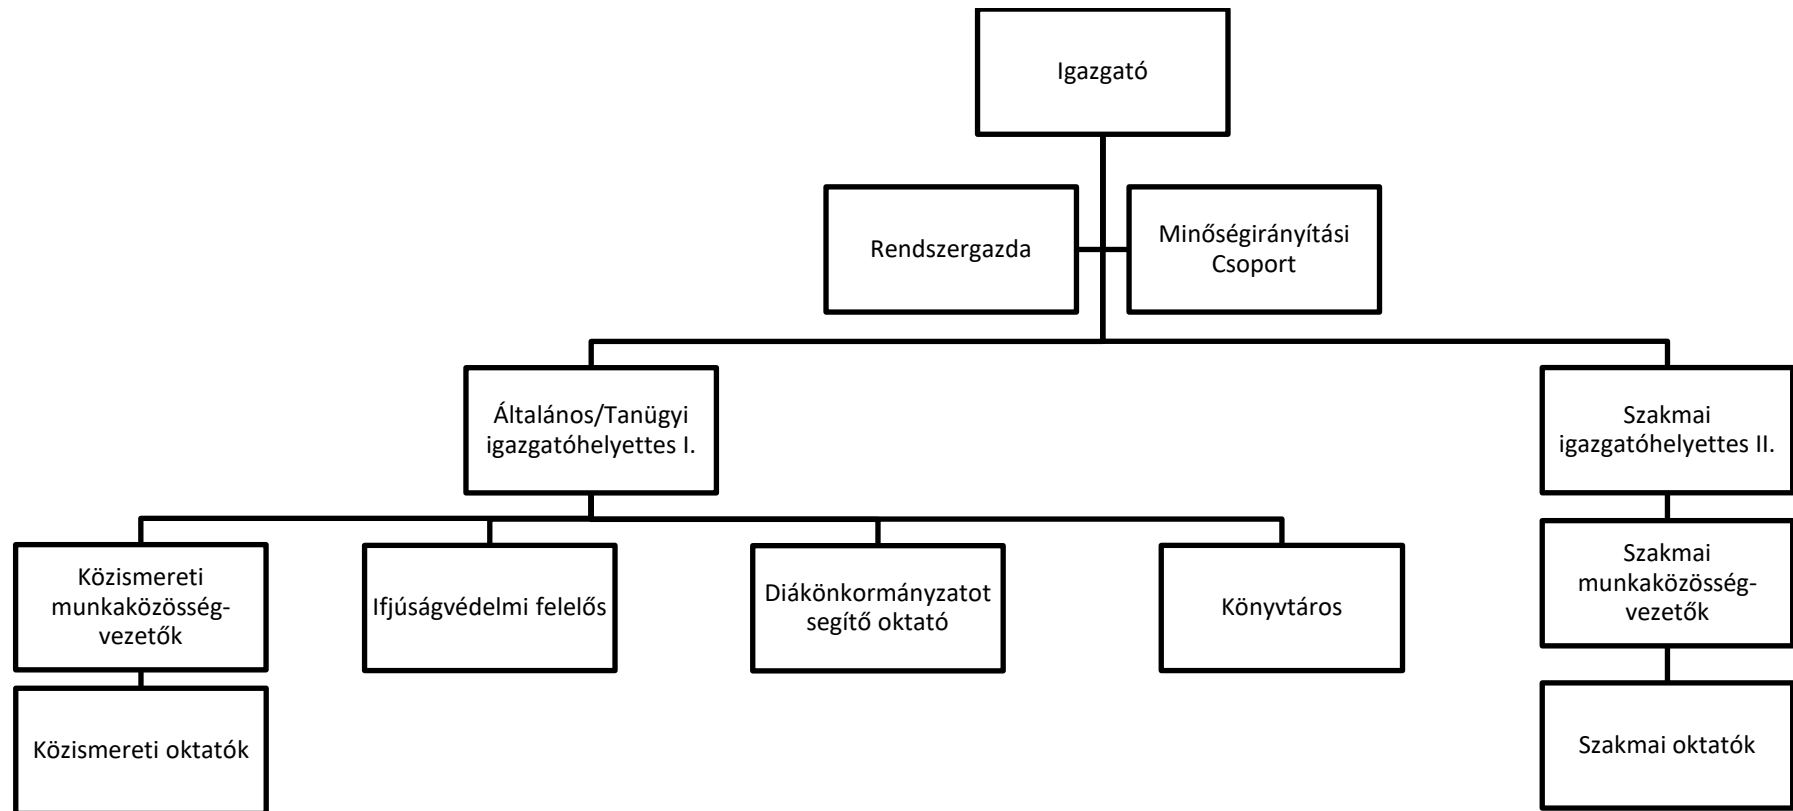 Igazgató
Rendszergazda
Minőségirányítási
Csoport
Általános/Tanügyi
igazgatóhelyettes I.
Szakmai
igazgatóhelyettes II.
Közismereti
munkaközösség-
vezetők
Ifjúságvédelmi felelős
Diákönkormányzatot
segítő oktató
Könyvtáros
Szakmai
munkaközösség-
vezetők
Közismereti oktatók
Szakmai oktatók